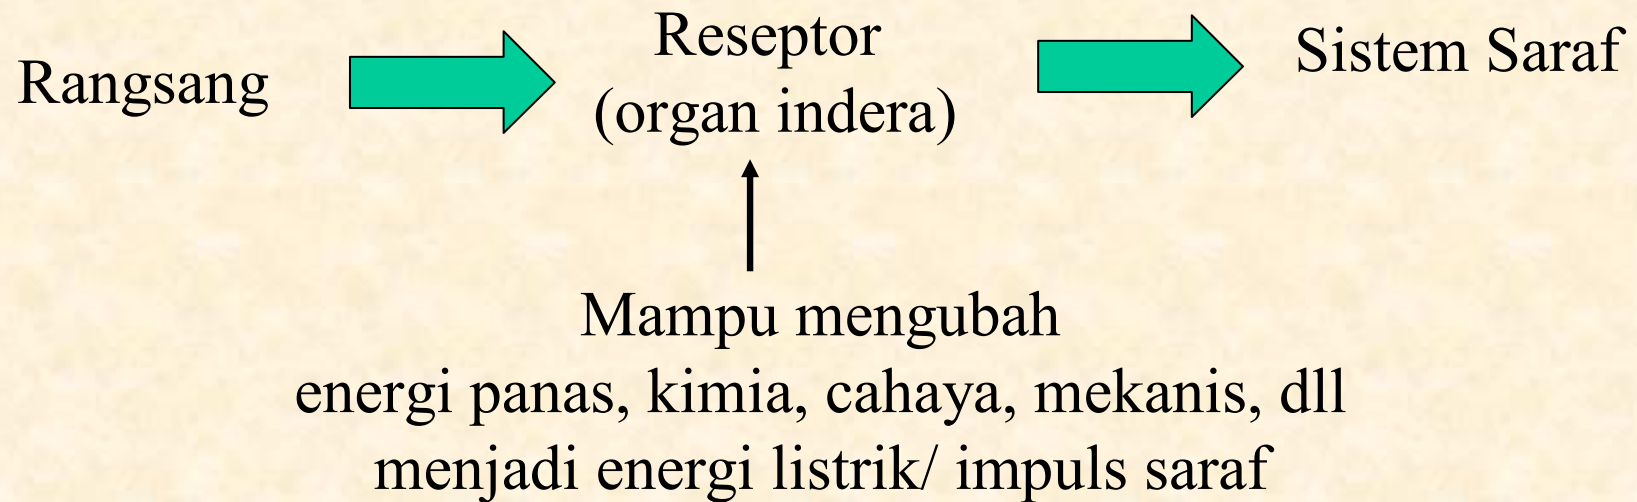 Rangsang
Reseptor
(organ indera)
Sistem Saraf
Mampu mengubah
energi panas, kimia, cahaya, mekanis, dll
menjadi energi listrik/ impuls saraf